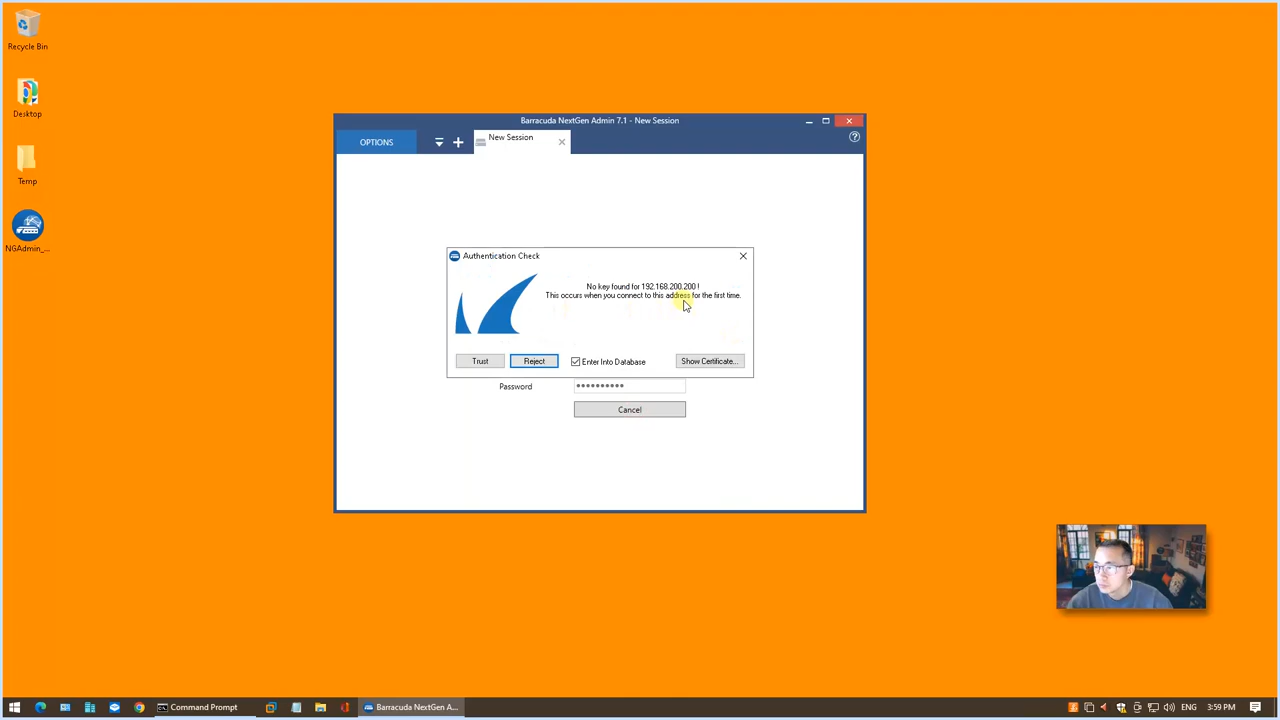 Recycle Bin
Desktop
Temp
NGAdmin_...
Barracuda NextGen Admin 7.1 - New Session
OPTIONS
New Session
Authentication Check
No key found for 192.168.200.200 !
This occurs when you connect to this address for the first time.
Trust
Reject
Enter Into Database
Show Certificate...
Password
Cancel
Command Prompt
Barracuda NextGen A...
ENG
3:59 PM